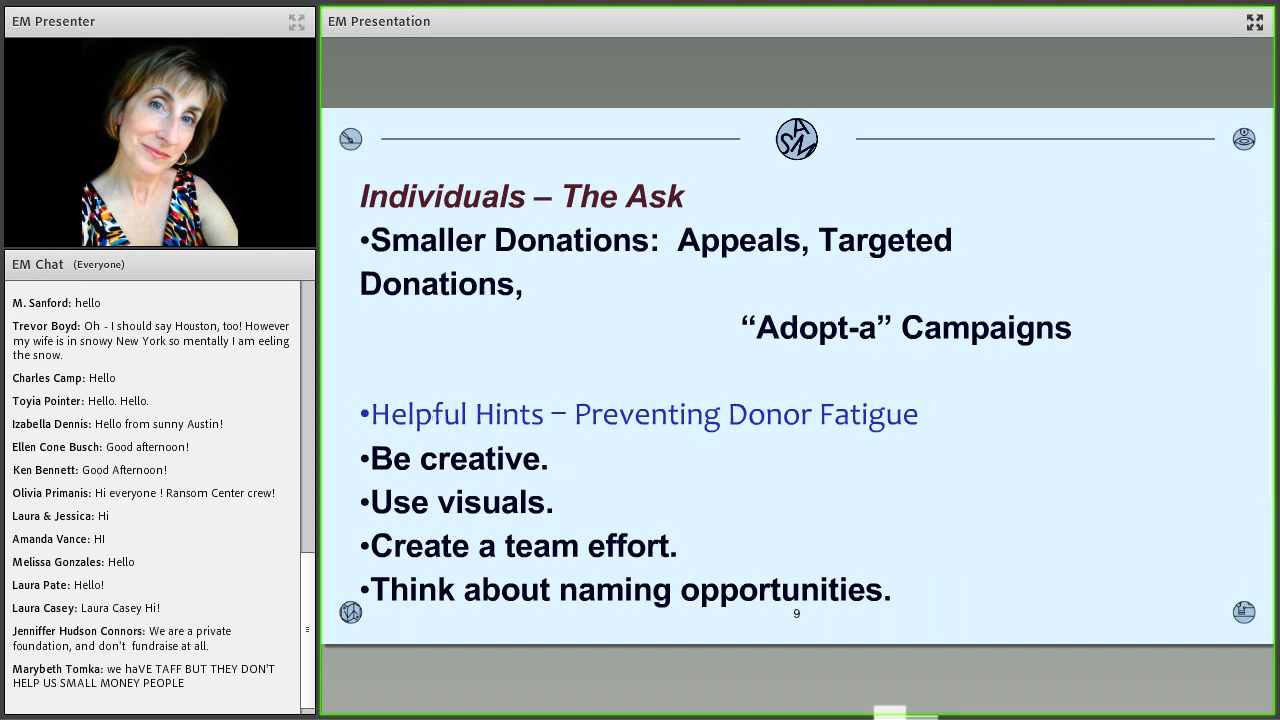 EM Presenter
EM Chat (Everyone)
M. Sanford: hello
Trevor Boyd: Oh - I should say Houston, too! However
my wife is in snowy New York so mentally I am eeling
the snow.
Charles Camp: Hello
Toyia Pointer: Hello. Hello.
Izabella Dennis: Hello from sunny Austin!
Ellen Cone Busch: Good afternoon!
Ken Bennett: Good Afternoon!
Olivia Primanis: Hi everyone ! Ransom Center crew!
Laura & Jessica: Hi
Amanda Vance: HI
Melissa Gonzales: Hello
Laura Pate: Hello!
Laura Casey: Laura Casey Hi!
Jenniffer Hudson Connors: We are a private
foundation, and don't fundraise at all.
Marybeth Tomka: we haVE TAFF BUT THEY DON'T
HELP US SMALL MONEY PEOPLE
EM Presentation
ASM
Individuals – The Ask
•Smaller Donations: Appeals, Targeted
Donations,
“Adopt-a” Campaigns
•Helpful Hints – Preventing Donor Fatigue
•Be creative.
•Use visuals.
•Create a team effort.
•Think about naming opportunities.
9